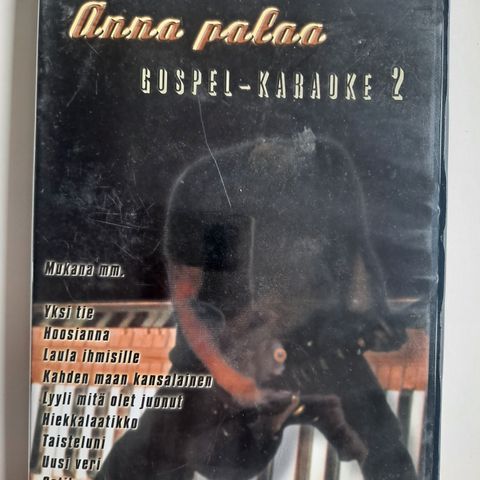 Anna palaa
GOSPEL-KARAOKE 2
Mukana mm.
Yksi tie
Hoosianna
Laula ihmisille
Kahden maan kansalainen
Lyyli mitä olet juonut
Hiekkalaatikko
Taisteluni
Uusi veri